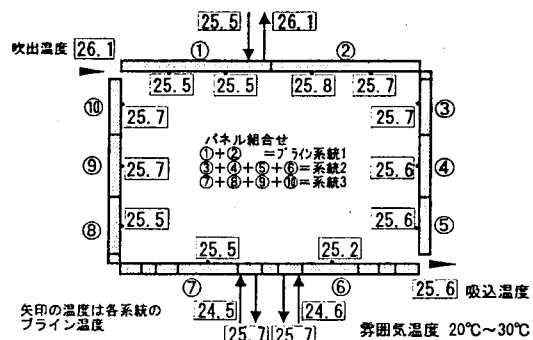 25.5 26.1
吹出温度 26.1
① ②
25.5 25.5 25.8 25.7
⑩ 25.7 25.7 ③
パネル組合せ
①+② =ブライン系統1
③+④+⑤+⑥=系統2
⑦+⑧+⑨+⑩=系統3
⑨ 25.7 25.6 ④
⑧ 25.5 25.6 ⑤
25.5 25.2
⑦ ⑥
25.6 吸込温度
矢印の温度は各系統の
ブライン温度
24.5 24.6
25.7 25.7
雰囲気温度 20℃~30℃